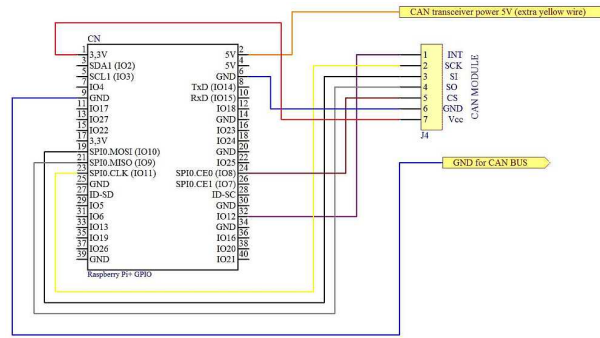 CAN transceiver power 5V (extra yellow wire)
CN
1 3,3V 5V 2
3 SDA1 (IO2) 5V 4
5 SCL1 (IO3) GND 6
7 IO4 TxD (IO14) 8
9 GND RxD (IO15) 10
11 IO17 IO18 12
13 IO27 GND 14
15 IO22 IO23 16
17 3,3V IO24 18
19 SPI0.MOSI (IO10) GND 20
21 SPI0.MISO (IO9) IO25 22
23 SPI0.CLK (IO11) SPI0.CE0 (IO8) 24
25 GND SPI0.CE1 (IO7) 26
27 ID-SD ID-SC 28
29 IO5 GND 30
31 IO6 IO12 32
33 IO13 GND 34
35 IO19 IO16 36
37 IO26 IO20 38
39 GND IO21 40
Raspberry Pi+ GPIO
1 INT
2 SCK
3 SI
4 SO
5 CS
6 GND
7 Vcc
CAN MODULE
J4
GND for CAN BUS